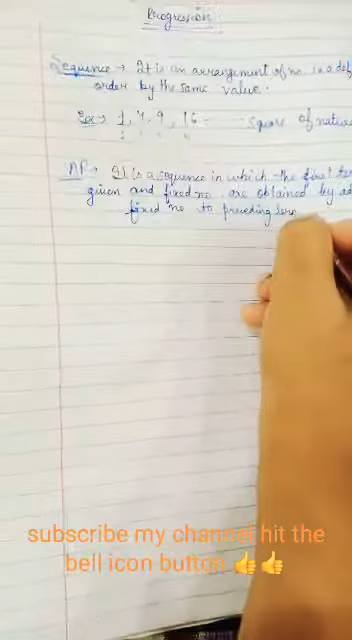 Progression
Sequence → It is an arrangement of no. in a def
order by the same value.
Ex → 1, 4, 9, 16 = Square of natura
AP → It is a sequence in which the first te
given and fixed no. are obtained by ad
fixed no to preceding term
subscribe my channel hit the
bell icon button 👍👍